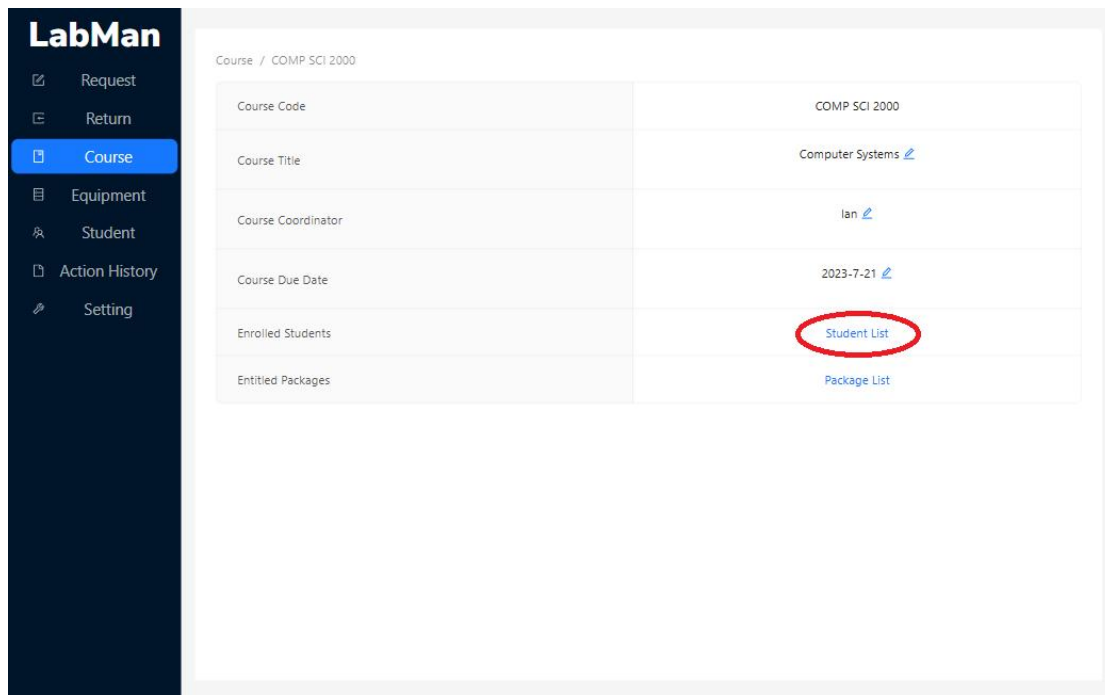 LabMan
Request
Return
Course
Equipment
Student
Action History
Setting
Course / COMP SCI 2000
Course Code COMP SCI 2000
Course Title Computer Systems
Course Coordinator Ian
Course Due Date 2023-7-21
Enrolled Students Student List
Entitled Packages Package List